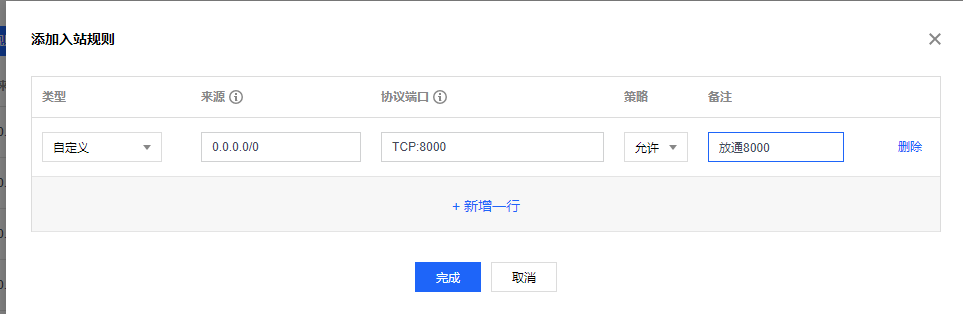 添加入站规则
类型 来源 协议端口 策略 备注
自定义 0.0.0.0/0 TCP:8000 允许 放通8000 删除
+ 新增一行
完成 取消